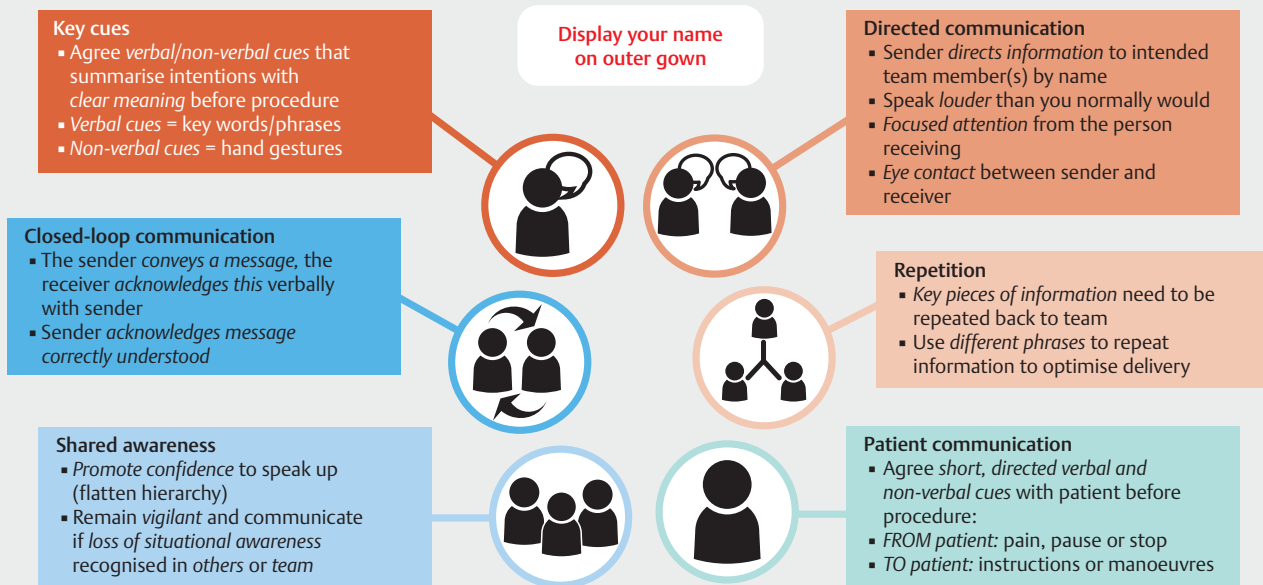 Key cues
▪ Agree verbal/non-verbal cues that
summarise intentions with
clear meaning before procedure
▪ Verbal cues = key words/phrases
▪ Non-verbal cues = hand gestures
Display your name
on outer gown
Directed communication
▪ Sender directs information to intended
team member(s) by name
▪ Speak louder than you normally would
▪ Focused attention from the person
receiving
▪ Eye contact between sender and
receiver
Closed-loop communication
▪ The sender conveys a message, the
receiver acknowledges this verbally
with sender
▪ Sender acknowledges message
correctly understood
Repetition
▪ Key pieces of information need to be
repeated back to team
▪ Use different phrases to repeat
information to optimise delivery
Shared awareness
▪ Promote confidence to speak up
(flatten hierarchy)
▪ Remain vigilant and communicate
if loss of situational awareness
recognised in others or team
Patient communication
▪ Agree short, directed verbal and
non-verbal cues with patient before
procedure:
▪ FROM patient: pain, pause or stop
▪ TO patient: instructions or manoeuvres